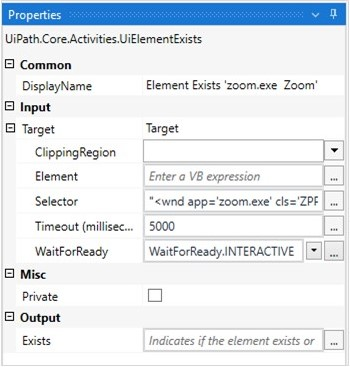 Properties
UiPath.Core.Activities.UiElementExists
Common
DisplayName Element Exists 'zoom.exe Zoom'
Input
Target Target
ClippingRegion
Element Enter a VB expression ...
Selector "<wnd app='zoom.exe' cls='ZPF ...
Timeout (millisec... 5000 ...
WaitForReady WaitForReady.INTERACTIVE ...
Misc
Private
Output
Exists Indicates if the element exists or ...